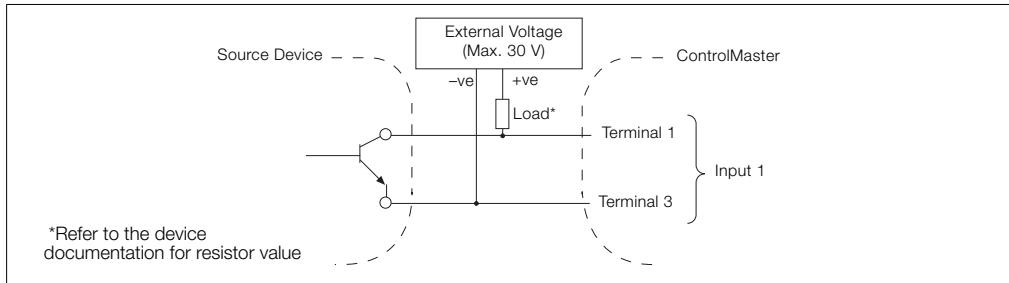 External Voltage
(Max. 30 V)
Source Device
ControlMaster
–ve
+ve
Load*
Terminal 1
Input 1
Terminal 3
*Refer to the device
documentation for resistor value